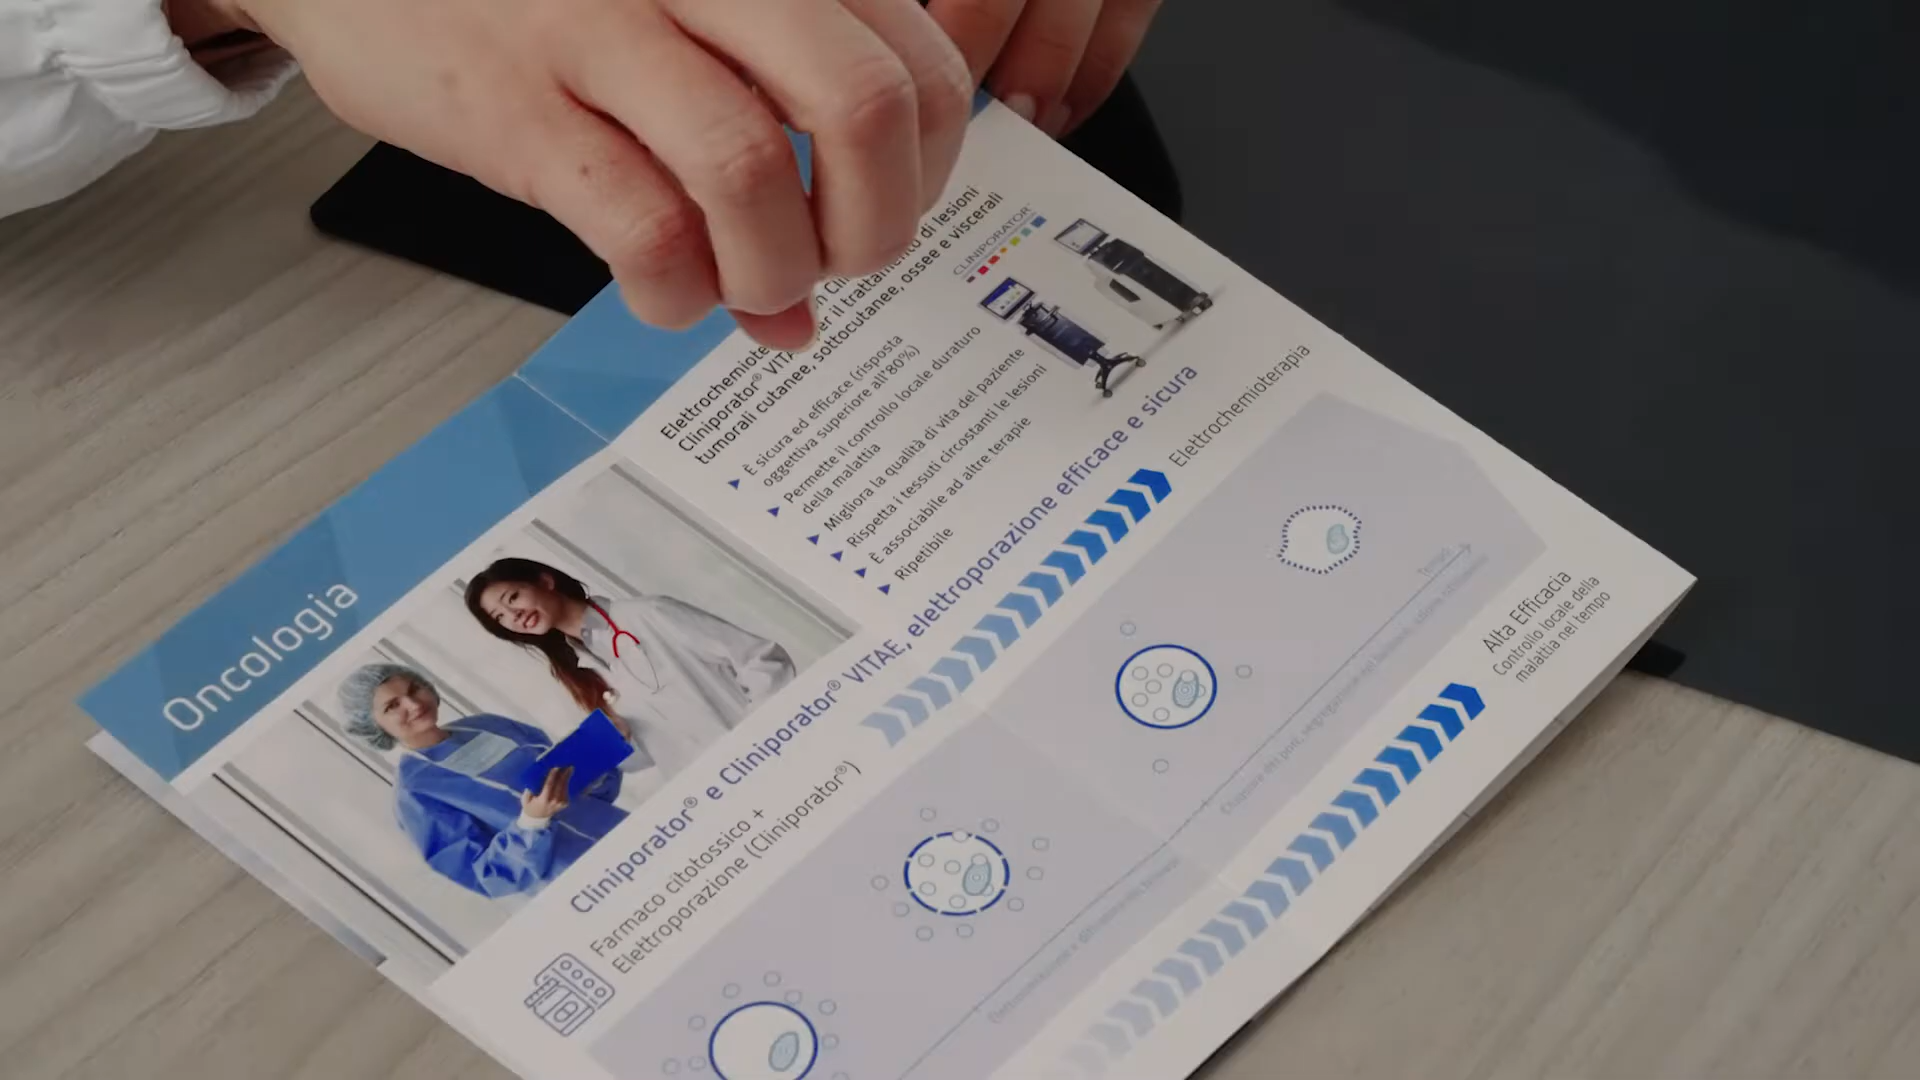 Oncologia
Elettrochemiote
Cliniporator® VITA per il trattamento di lesioni
tumorali cutanee, sottocutanee, ossee e viscerali
CLINIPORATOR
È sicura ed efficace (risposta
oggettiva superiore all'80%)
Permette il controllo locale duraturo
della malattia
Migliora la qualità di vita del paziente
Rispetta i tessuti circostanti le lesioni
È associabile ad altre terapie
Ripetibile
Cliniporator® e Cliniporator® VITAE, elettroporazione efficace e sicura
Farmaco citotossico +
Elettroporazione (Cliniporator®)
Elettrochemioterapia
Tempo
Alta Efficacia
Controllo locale della
malattia nel tempo